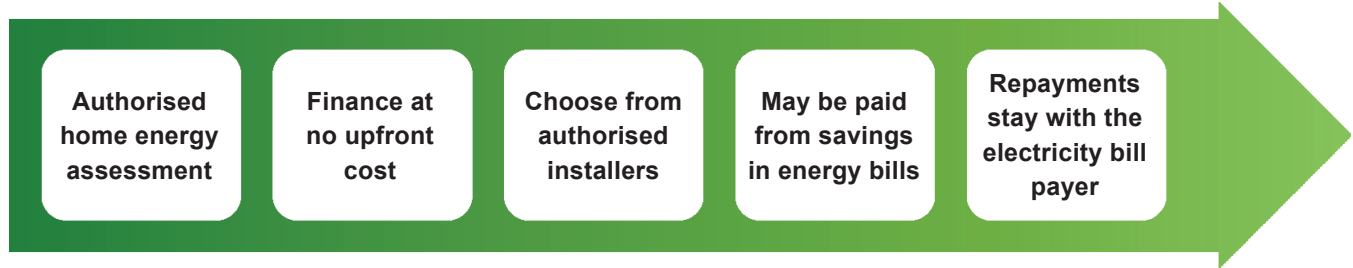 Authorised
home energy
assessment
Finance at
no upfront
cost
Choose from
authorised
installers
May be paid
from savings
in energy bills
Repayments
stay with the
electricity bill
payer